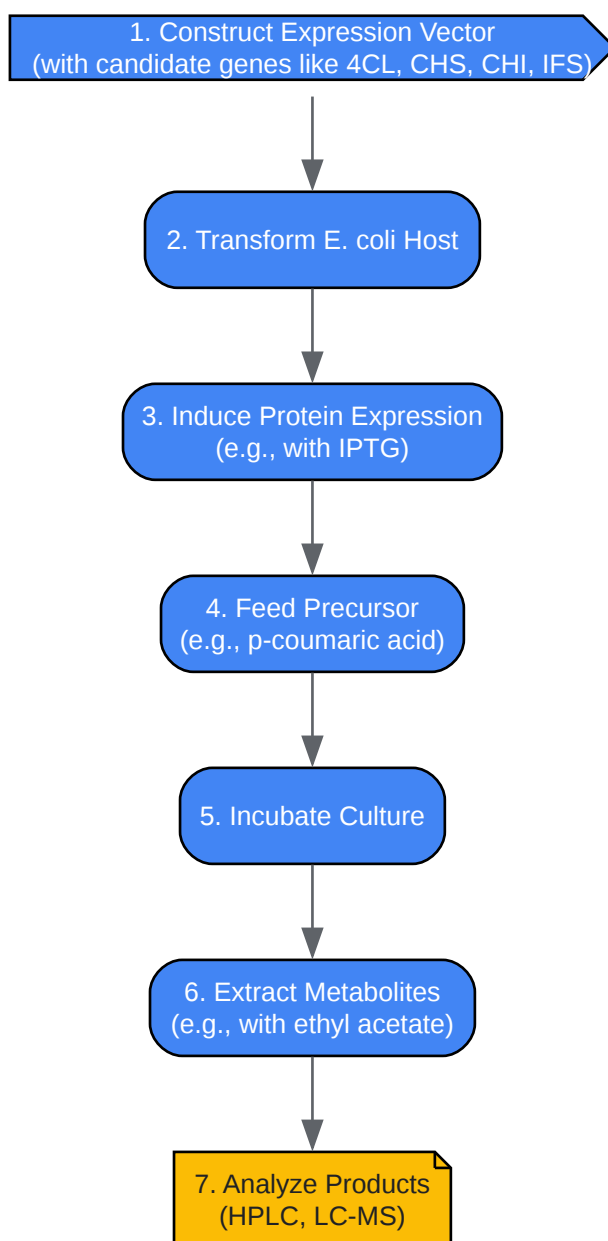 1. Construct Expression Vector
(with candidate genes like 4CL, CHS, CHI, IFS)
2. Transform E. coli Host
3. Induce Protein Expression
(e.g., with IPTG)
4. Feed Precursor
(e.g., p-coumaric acid)
5. Incubate Culture
6. Extract Metabolites
(e.g., with ethyl acetate)
7. Analyze Products
(HPLC, LC-MS)